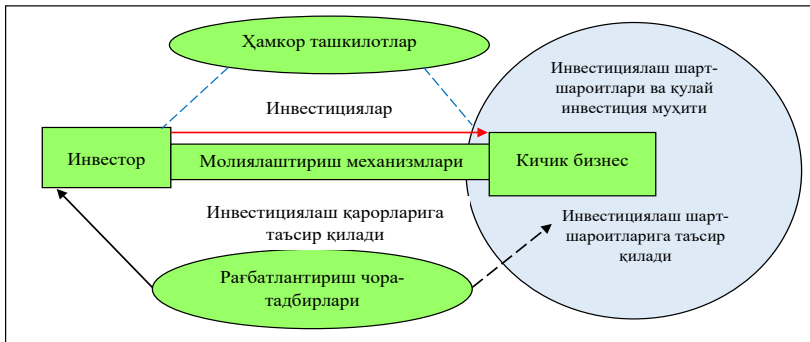 Ҳамкор ташкилотлар
Инвестициялаш шарт-
шароитлари ва қулай
инвестиция муҳити
Инвестициялар
Инвестор
Молиялаштириш механизмлари
Кичик бизнес
Инвестициялаш қарорларига
таъсир қилади
Инвестициялаш шарт-
шароитларига таъсир
қилади
Рағбатлантириш чора-
тадбирлари